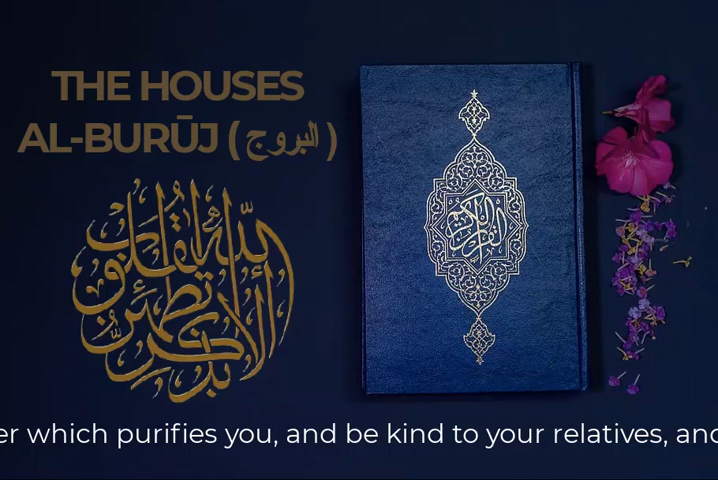 THE HOUSES
AL-BURŪJ (البروج)
ألا بذكر الله تطمئن القلوب
القرآن الكريم
which purifies you, and be kind to your relatives, and